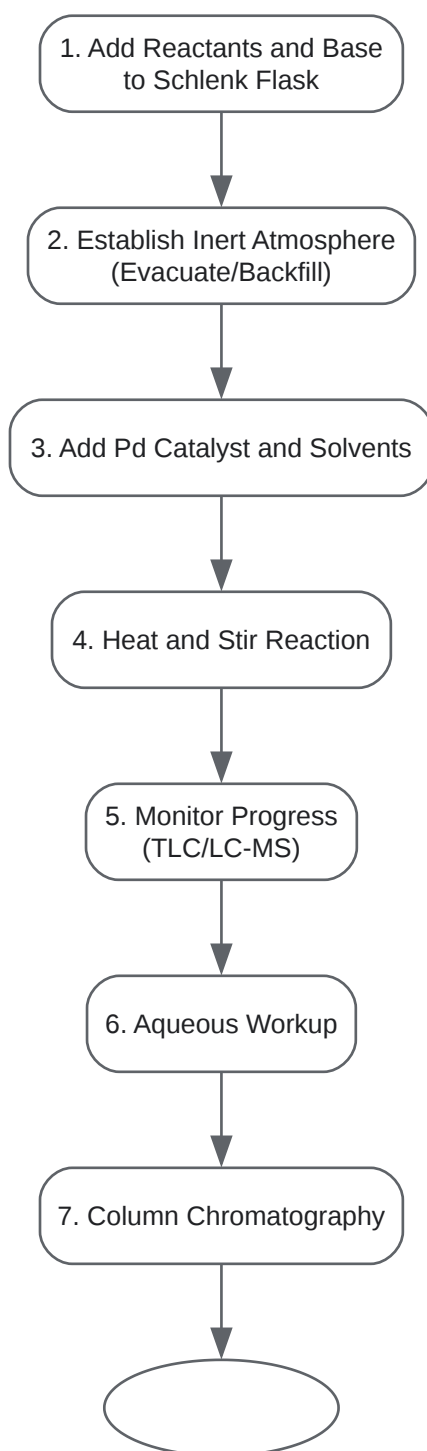 1. Add Reactants and Base
to Schlenk Flask
2. Establish Inert Atmosphere
(Evacuate/Backfill)
3. Add Pd Catalyst and Solvents
4. Heat and Stir Reaction
5. Monitor Progress
(TLC/LC-MS)
6. Aqueous Workup
7. Column Chromatography